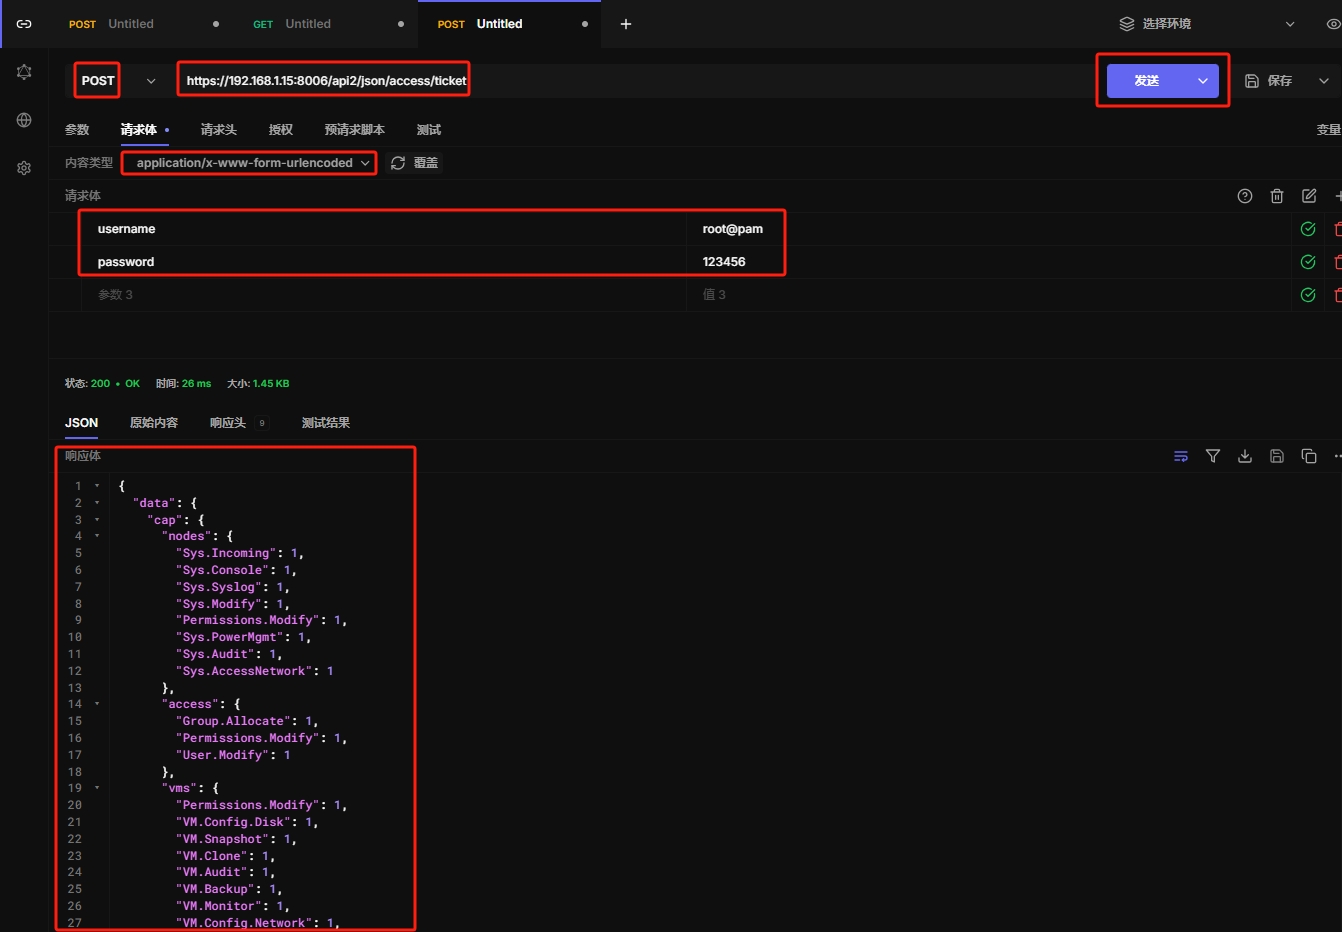 POST Untitled GET Untitled POST Untitled 选择环境
POST https://192.168.1.15:8006/api2/json/access/ticket 发送 保存
参数 请求体 请求头 授权 预请求脚本 测试 变量
内容类型 application/x-www-form-urlencoded 覆盖
请求体
username root@pam
password 123456
参数 3 值 3
状态: 200 • OK 时间: 26 ms 大小: 1.45 KB
JSON 原始内容 响应头 9 测试结果
响应体
1 {
2 "data": {
3 "cap": {
4 "nodes": {
5 "Sys.Incoming": 1,
6 "Sys.Console": 1,
7 "Sys.Syslog": 1,
8 "Sys.Modify": 1,
9 "Permissions.Modify": 1,
10 "Sys.PowerMgmt": 1,
11 "Sys.Audit": 1,
12 "Sys.AccessNetwork": 1
13 },
14 "access": {
15 "Group.Allocate": 1,
16 "Permissions.Modify": 1,
17 "User.Modify": 1
18 },
19 "vms": {
20 "Permissions.Modify": 1,
21 "VM.Config.Disk": 1,
22 "VM.Snapshot": 1,
23 "VM.Clone": 1,
24 "VM.Audit": 1,
25 "VM.Backup": 1,
26 "VM.Monitor": 1,
27 "VM.Config.Network": 1,